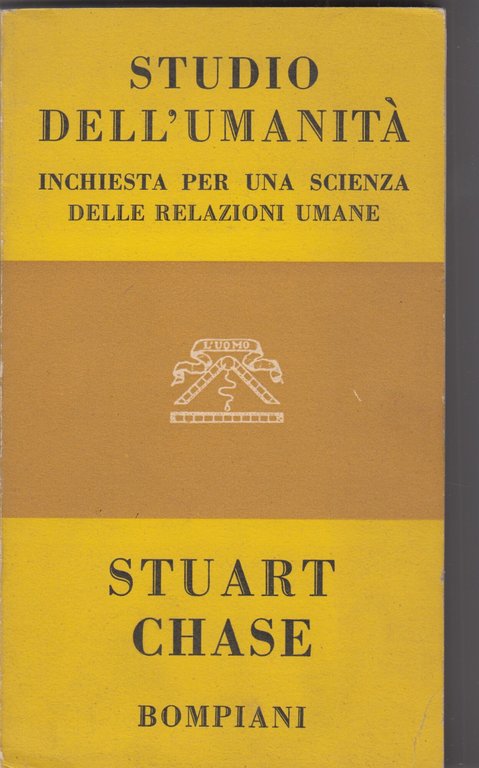 STUDIO
DELL'UMANITÀ
INCHIESTA PER UNA SCIENZA
DELLE RELAZIONI UMANE
L'UOMO
STUART
CHASE
BOMPIANI